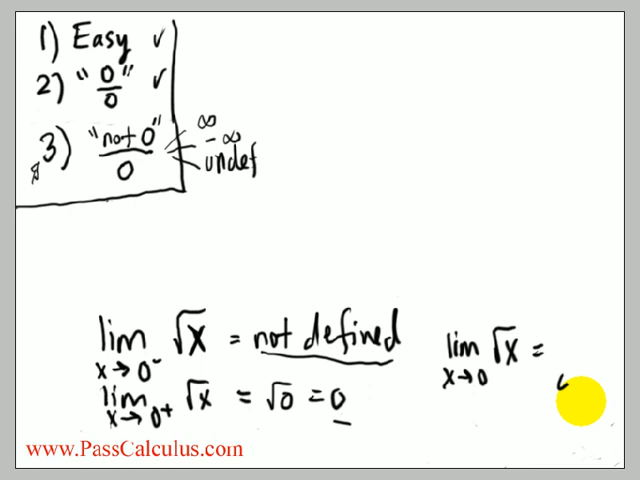 1) Easy ✓
2) "0/0" ✓
3) "not 0"/0 ∞
-∞
undef
lim x→0⁻ √x = not defined
lim x→0⁺ √x = √0 = 0
lim x→0 √x =
www.PassCalculus.com